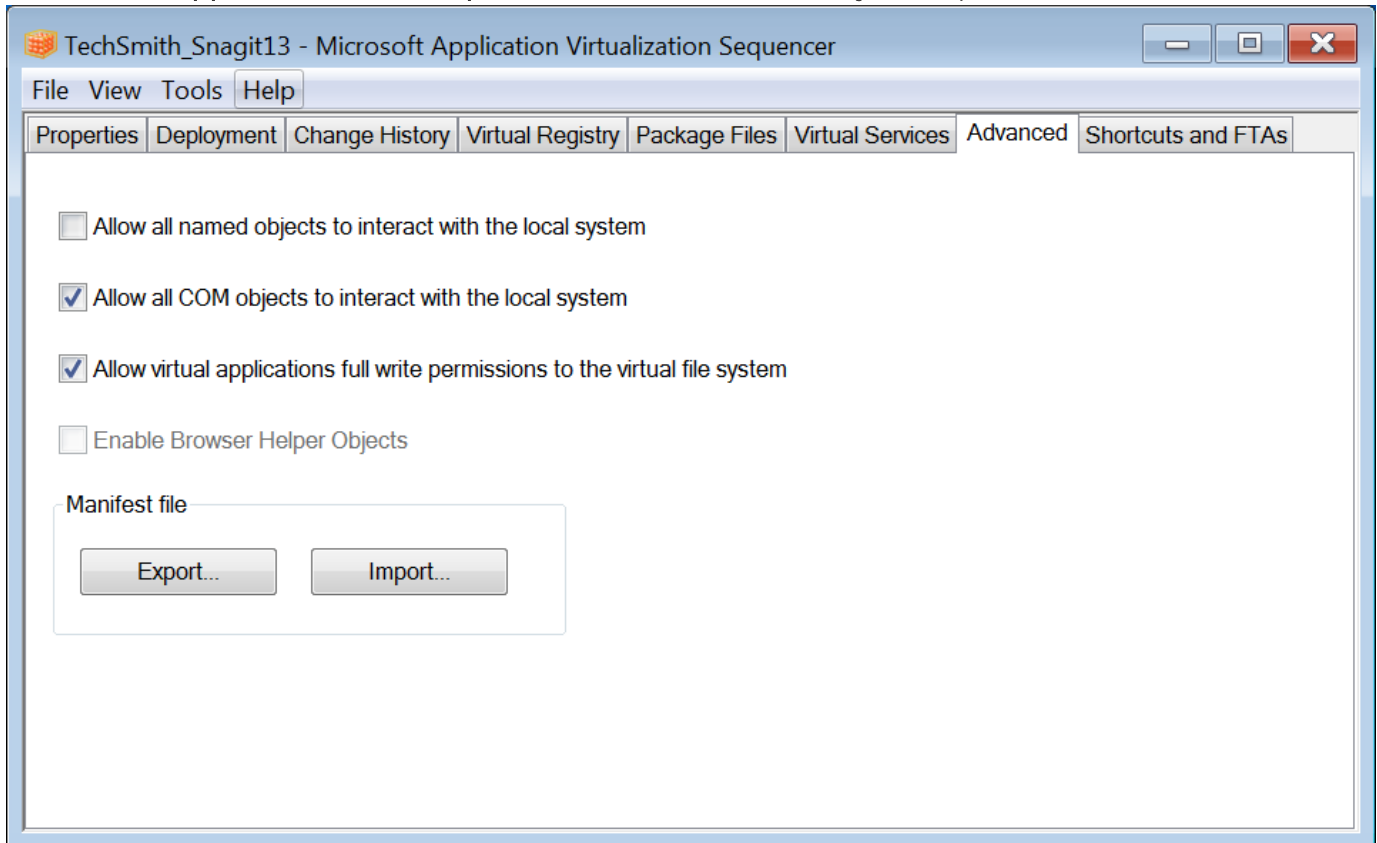 TechSmith_Snagit13 - Microsoft Application Virtualization Sequencer
File View Tools Help
Properties Deployment Change History Virtual Registry Package Files Virtual Services Advanced Shortcuts and FTAs
Allow all named objects to interact with the local system
Allow all COM objects to interact with the local system
Allow virtual applications full write permissions to the virtual file system
Enable Browser Helper Objects
Manifest file
Export... Import...